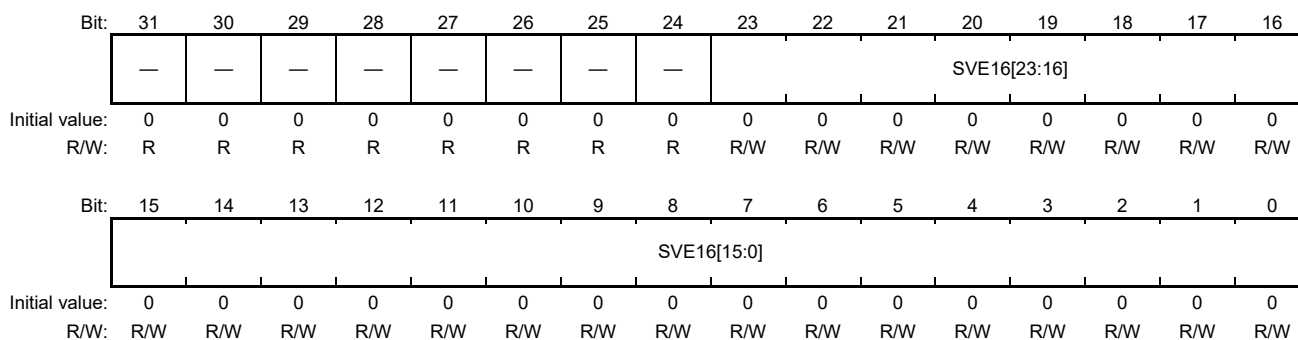 Bit: 31 30 29 28 27 26 25 24 23 22 21 20 19 18 17 16
— — — — — — — — SVE16[23:16]
Initial value: 0 0 0 0 0 0 0 0 0 0 0 0 0 0 0 0
R/W: R R R R R R R R R/W R/W R/W R/W R/W R/W R/W R/W
Bit: 15 14 13 12 11 10 9 8 7 6 5 4 3 2 1 0
SVE16[15:0]
Initial value: 0 0 0 0 0 0 0 0 0 0 0 0 0 0 0 0
R/W: R/W R/W R/W R/W R/W R/W R/W R/W R/W R/W R/W R/W R/W R/W R/W R/W